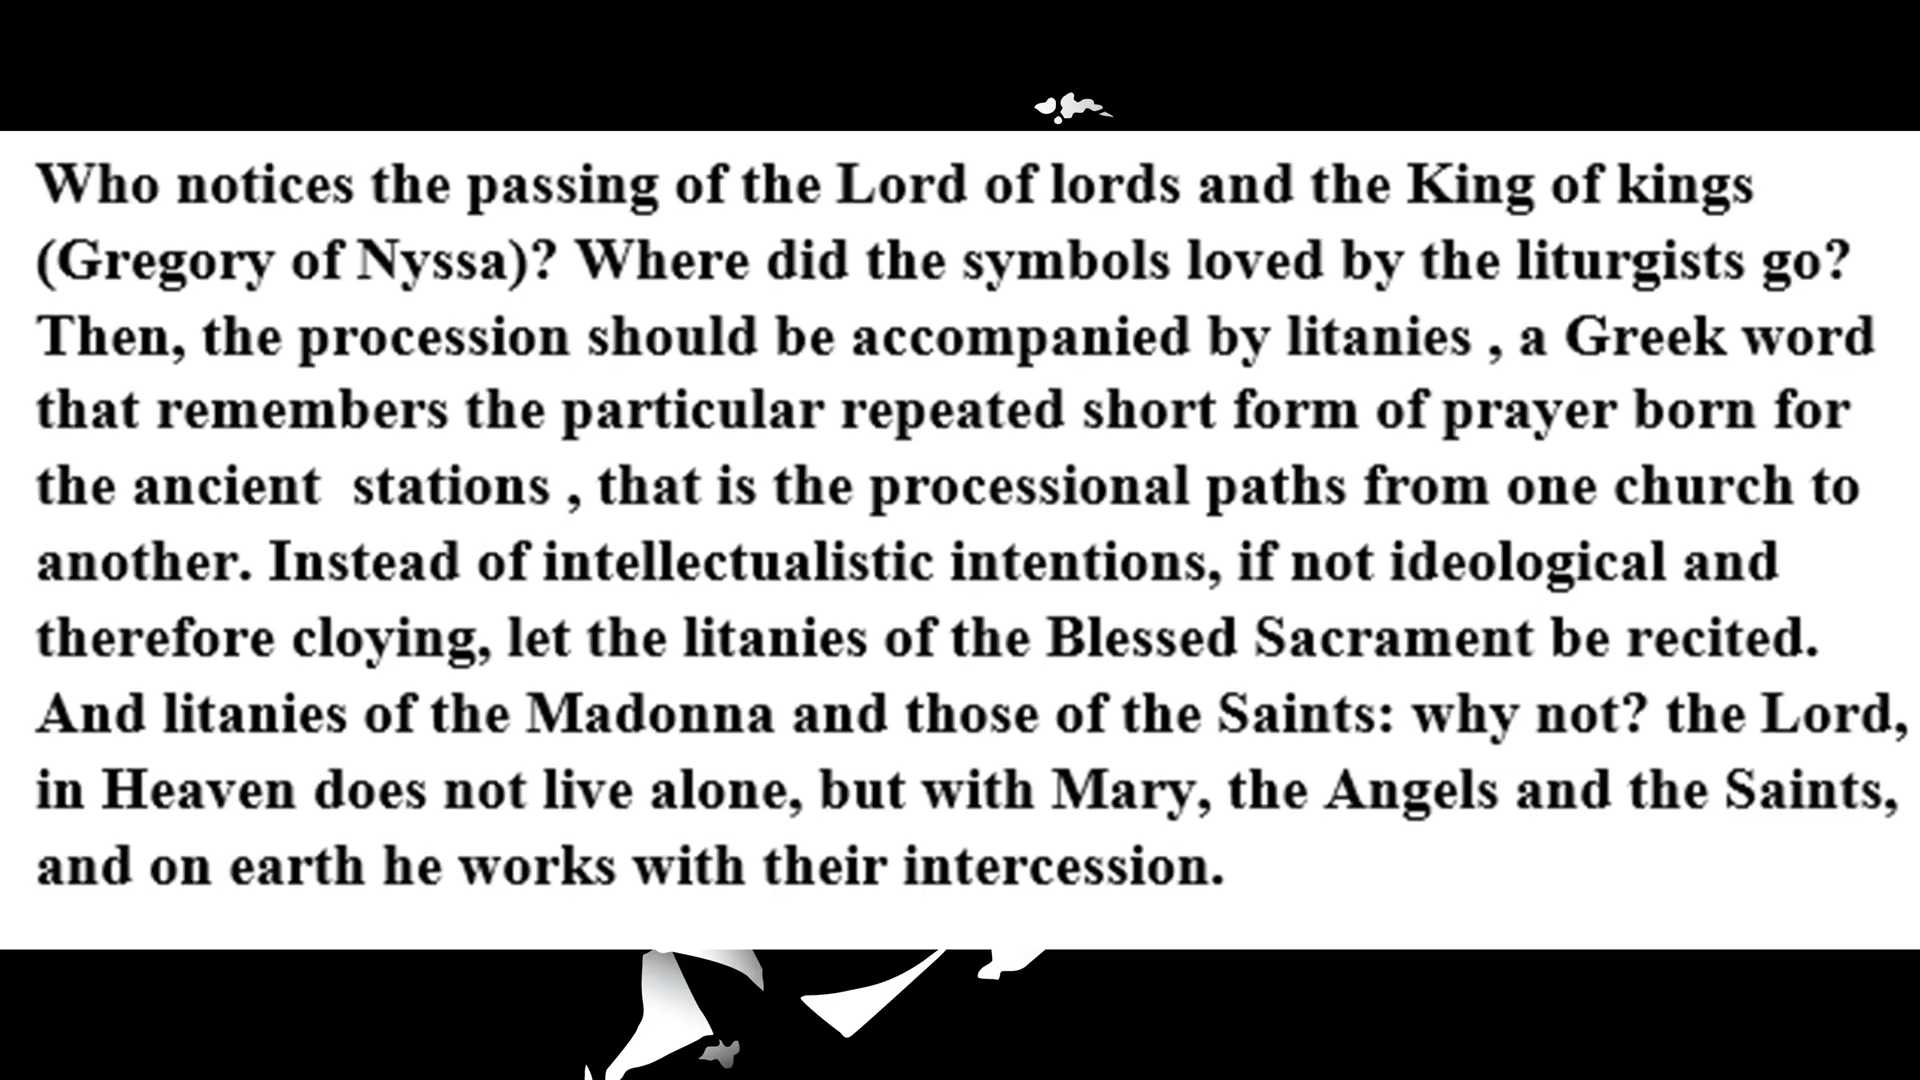 Who notices the passing of the Lord of lords and the King of kings
(Gregory of Nyssa)? Where did the symbols loved by the liturgists go?
Then, the procession should be accompanied by litanies , a Greek word
that remembers the particular repeated short form of prayer born for
the ancient  stations , that is the processional paths from one church to
another. Instead of intellectualistic intentions, if not ideological and
therefore cloying, let the litanies of the Blessed Sacrament be recited.
And litanies of the Madonna and those of the Saints: why not? the Lord,
in Heaven does not live alone, but with Mary, the Angels and the Saints,
and on earth he works with their intercession.